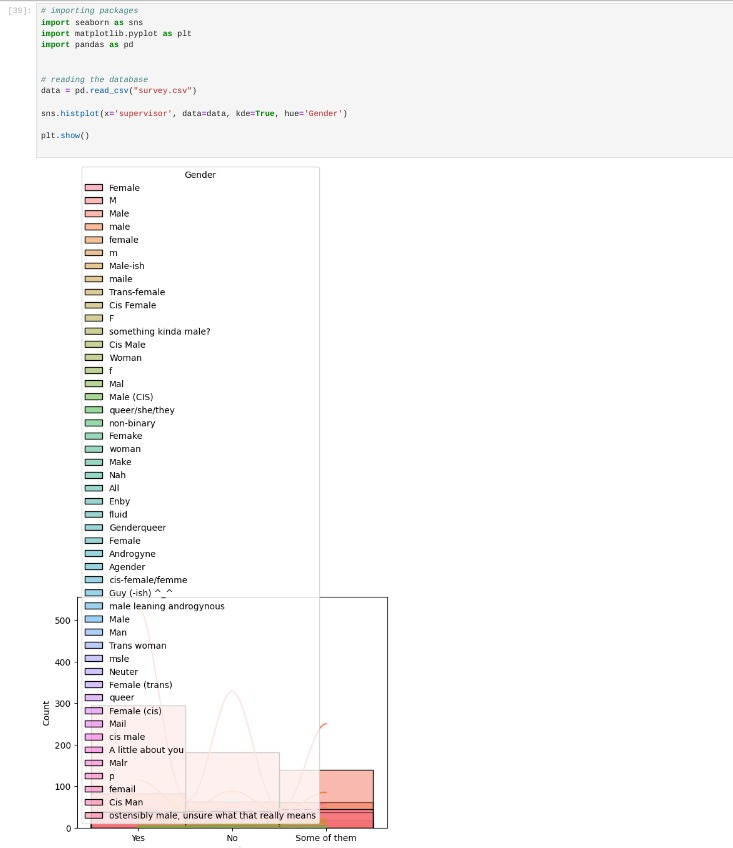 [39]:
# importing packages
import seaborn as sns
import matplotlib.pyplot as plt
import pandas as pd
# reading the database
data = pd.read_csv("survey.csv")
sns.histplot(x='supervisor', data=data, kde=True, hue='Gender')
plt.show()
Gender
Female
M
Male
male
female
m
Male-ish
maile
Trans-female
Cis Female
F
something kinda male?
Cis Male
Woman
f
Mal
Male (CIS)
queer/she/they
non-binary
Femake
woman
Make
Nah
All
Enby
fluid
Genderqueer
Female
Androgyne
Agender
cis-female/femme
Guy (-ish) ^_^
male leaning androgynous
Male
Man
Trans woman
msle
Neuter
Female (trans)
queer
Female (cis)
Mail
cis male
A little about you
Malr
p
femail
Cis Man
ostensibly male, unsure what that really means
500
400
300
200
100
0
Count
Yes No Some of them